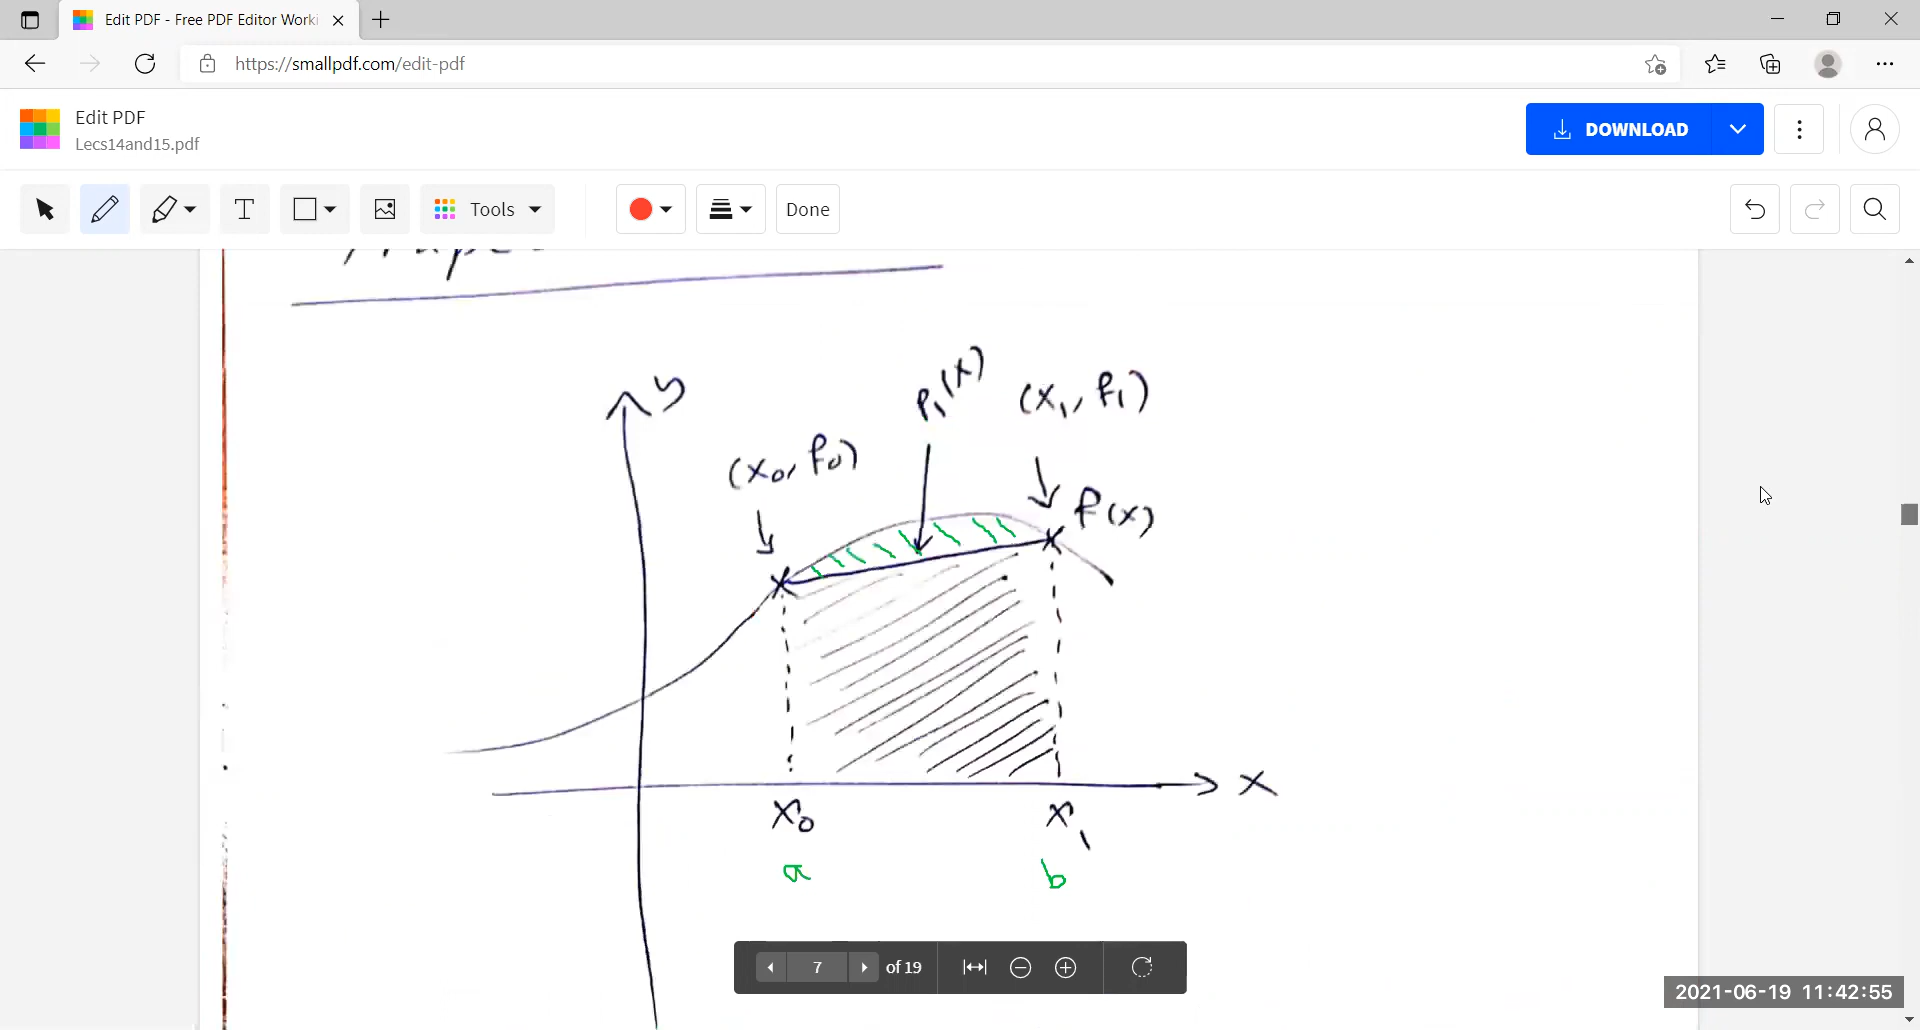 Edit PDF - Free PDF Editor Worki
https://smallpdf.com/edit-pdf
Edit PDF
Lecs14and15.pdf
DOWNLOAD
T
Tools
Done
y
P₁(x)
(x₁, f₁)
(x₀, f₀)
f(x)
x
x₀
x₁
a
b
7 of 19
2021-06-19 11:42:55